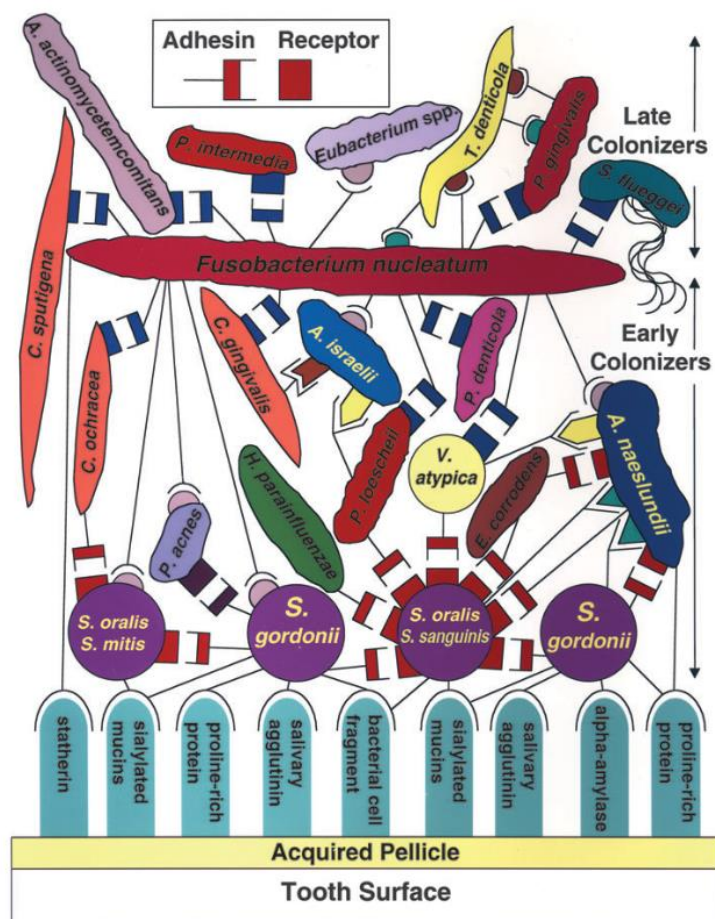 Adhesin Receptor
A. actinomycetemcomitans
P. intermedia
Eubacterium spp.
T. denticola
P. gingivalis
Late
Colonizers
S. flueggei
Fusobacterium nucleatum
C. sputigena
C. ochracea
C. gingivalis
A. israelii
P. denticola
Early
Colonizers
P. loescheii
V.
atypica
E. corrodens
A. naeslundii
H. parainfluenzae
P. acnes
S. oralis
S. mitis
S.
gordonii
S. oralis
S. sanguinis
S.
gordonii
statherin
sialylated
mucins
proline-rich
protein
salivary
agglutinin
bacterial cell
fragment
sialylated
mucins
salivary
agglutinin
alpha-amylase
proline-rich
protein
Acquired Pellicle
Tooth Surface